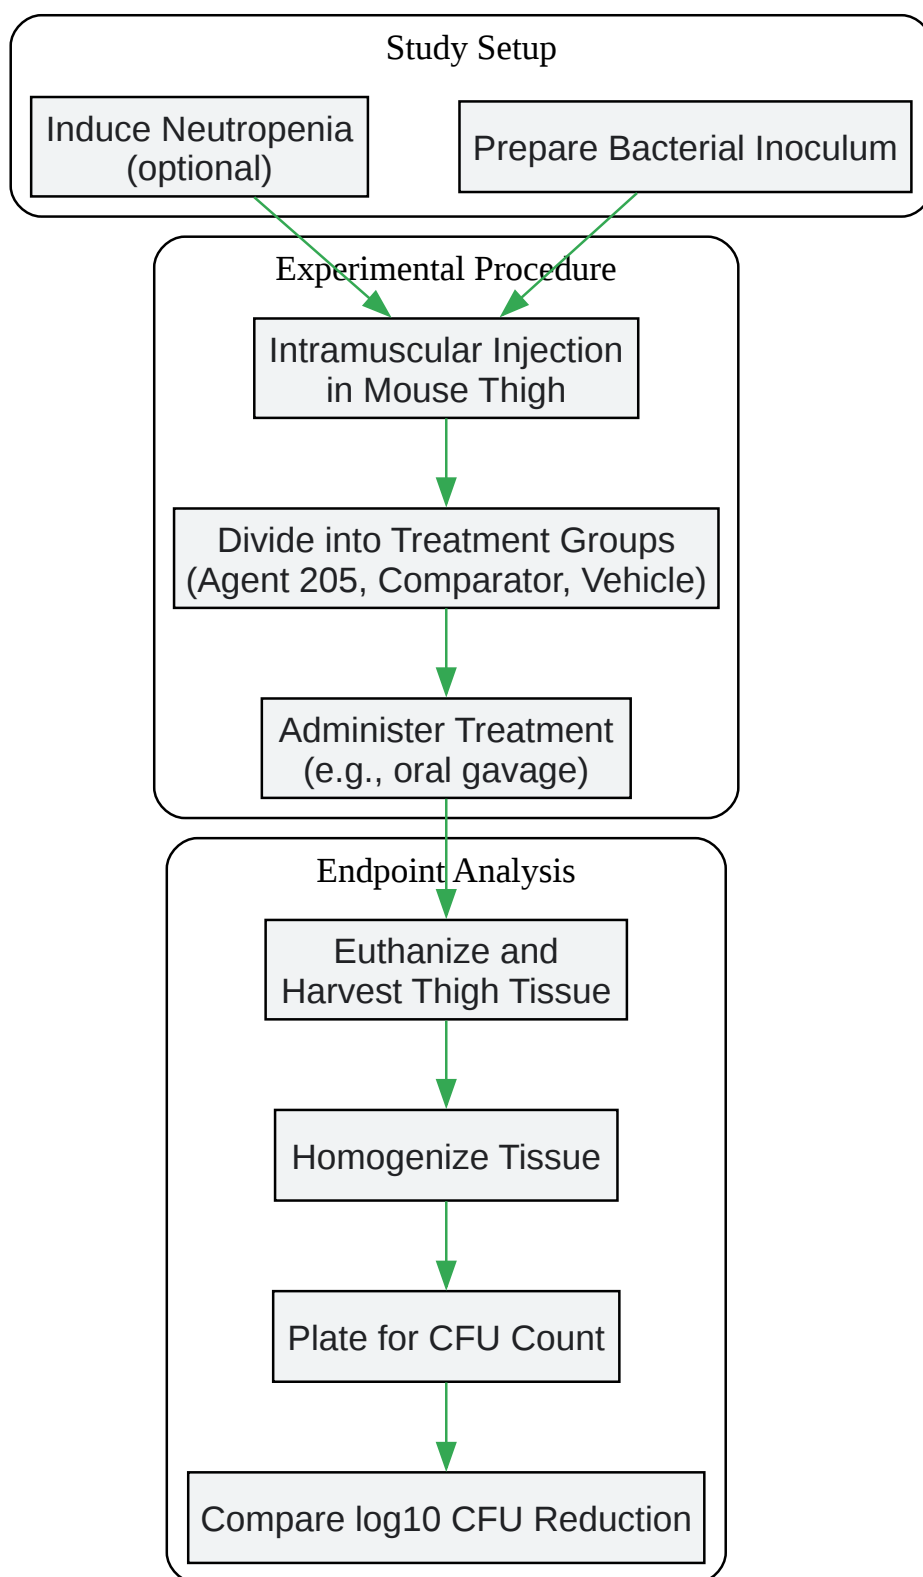 Study Setup
Induce Neutropenia
(optional)
Prepare Bacterial Inoculum
Experimental Procedure
Intramuscular Injection
in Mouse Thigh
Divide into Treatment Groups
(Agent 205, Comparator, Vehicle)
Administer Treatment
(e.g., oral gavage)
Endpoint Analysis
Euthanize and
Harvest Thigh Tissue
Homogenize Tissue
Plate for CFU Count
Compare log10 CFU Reduction